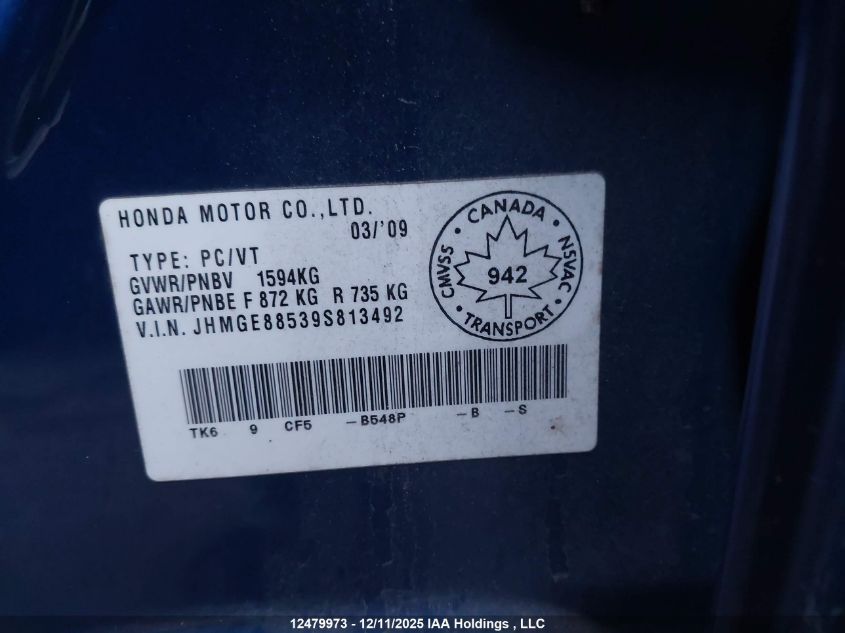 HONDA MOTOR CO.,LTD.
03/'09
TYPE: PC/VT
GVWR/PNBV 1594KG
GAWR/PNBE F 872 KG R 735 KG
V.I.N. JHMGE88539S813492
CANADA
CMVSS
NSVAC
942
TRANSPORT
TK6 9 CF5 -B548P -B -S
12479973 - 12/11/2025 IAA Holdings , LLC